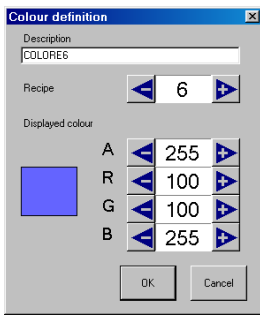 Colour definition
Description
COLORE6
Recipe
6
Displayed colour
A 255
R 100
G 100
B 255
OK Cancel